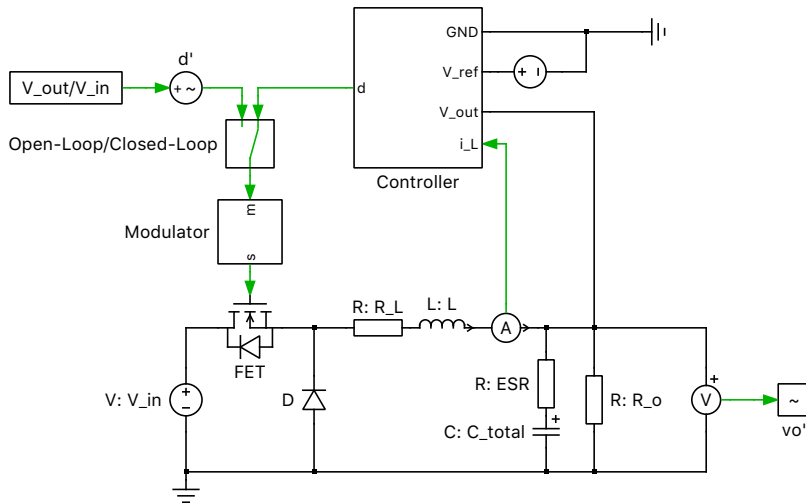 GND
d'
V_out/V_in
+ ~
d
V_ref
+ -
V_out
Open-Loop/Closed-Loop
i_L
Controller
m
Modulator
s
R: R_L
L: L
A
FET
R: ESR
+
V: V_in
+
-
D
R: R_o
V
~
C: C_total
+
vo'